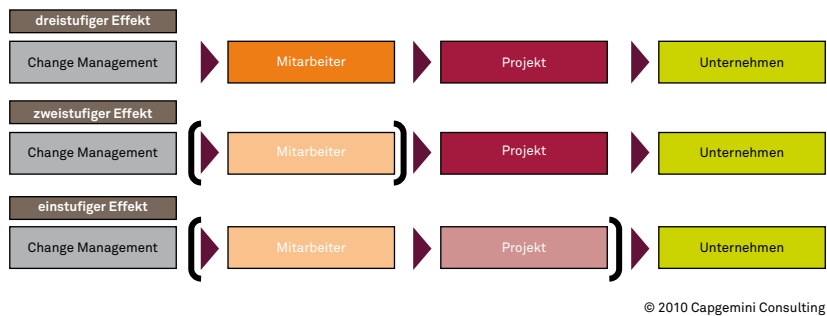 dreistufiger Effekt
Change Management Mitarbeiter Projekt Unternehmen
zweistufiger Effekt
Change Management Mitarbeiter Projekt Unternehmen
einstufiger Effekt
Change Management Mitarbeiter Projekt Unternehmen
© 2010 Capgemini Consulting